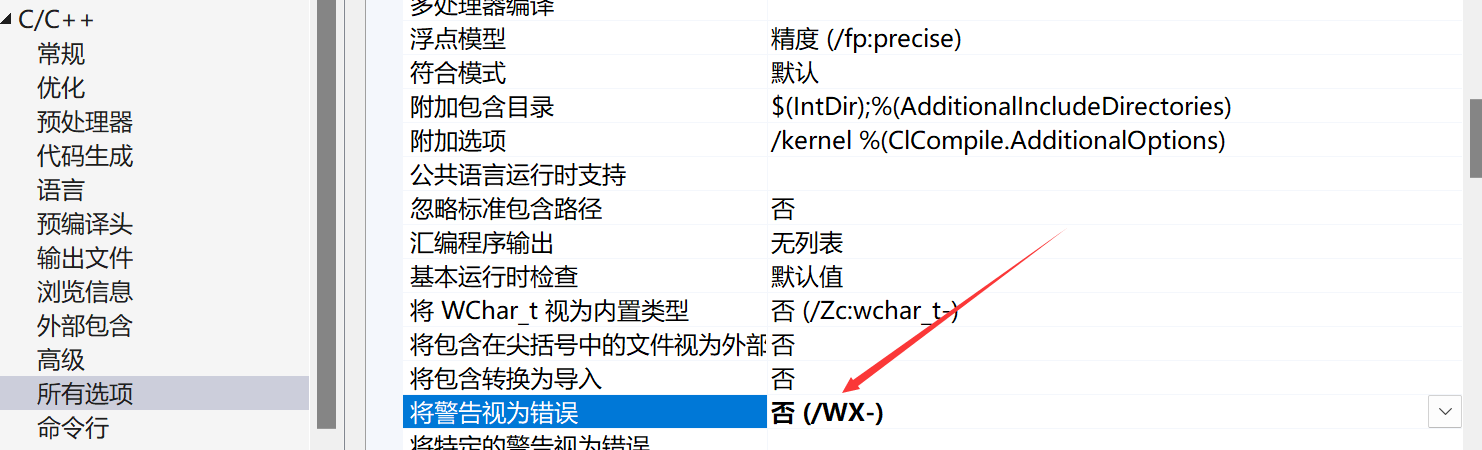 C/C++
常规
优化
预处理器
代码生成
语言
预编译头
输出文件
浏览信息
外部包含
高级
所有选项
命令行
多处理器编译
浮点模型 精度 (/fp:precise)
符合模式 默认
附加包含目录 $(IntDir);%(AdditionalIncludeDirectories)
附加选项 /kernel %(ClCompile.AdditionalOptions)
公共语言运行时支持
忽略标准包含路径 否
汇编程序输出 无列表
基本运行时检查 默认值
将 WChar_t 视为内置类型 否 (/Zc:wchar_t-)
将包含在尖括号中的文件视为外部 否
将包含转换为导入 否
将警告视为错误 否 (/WX-)
将特定的警告视为错误